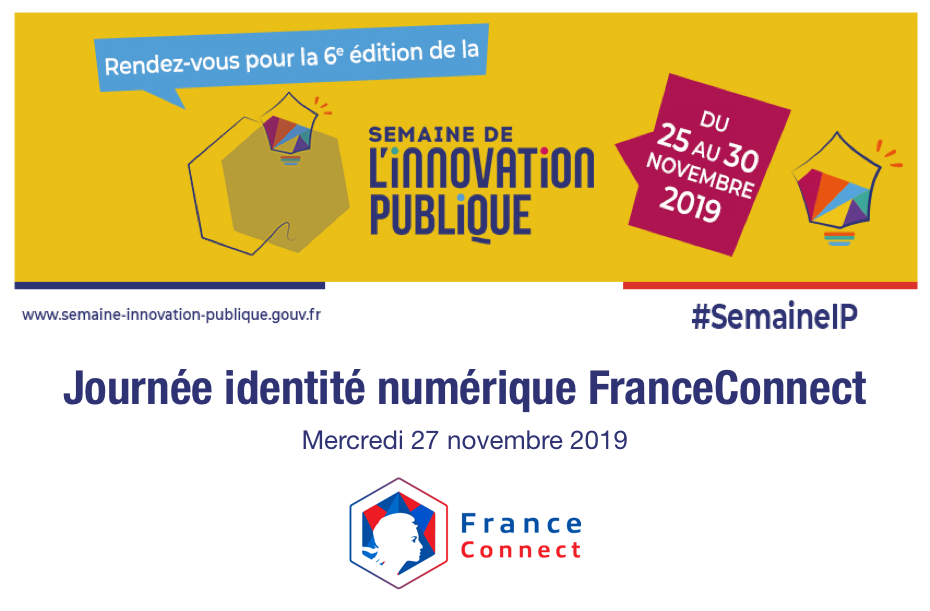 Rendez-vous pour la 6e édition de la
SEMAINE DE
L'iNNOVATiON
PUBLiQUE
DU
25 AU 30
NOVEMBRE
2019
www.semaine-innovation-publique.gouv.fr
#SemaineIP
Journée identité numérique FranceConnect
Mercredi 27 novembre 2019
France
Connect